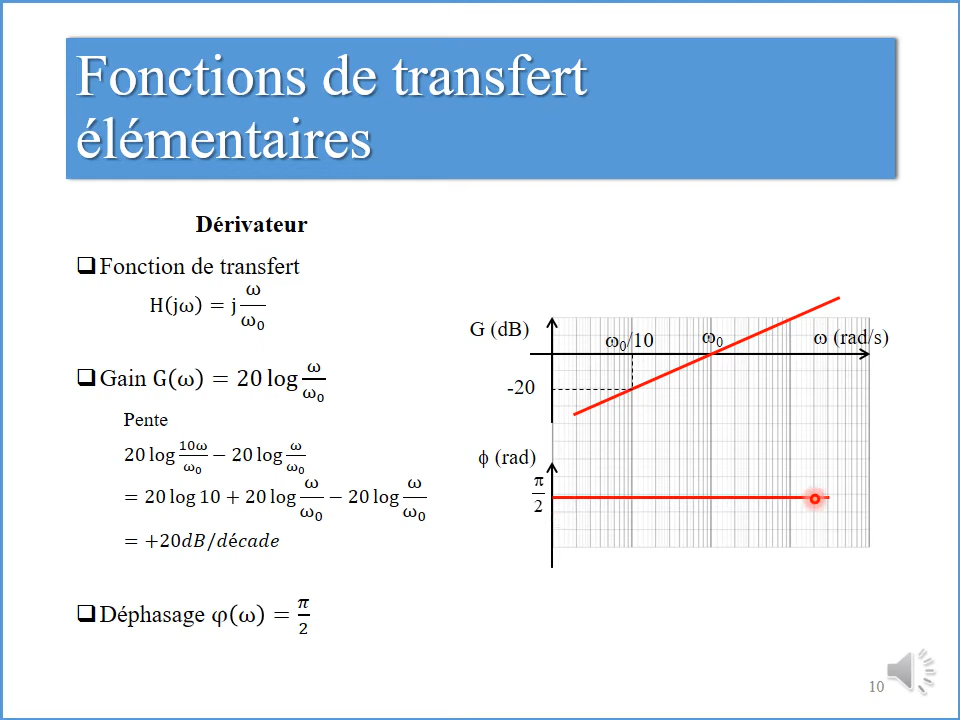 Fonctions de transfert
élémentaires
Dérivateur
❑Fonction de transfert
H(jω) = j ω/ω₀
❑Gain G(ω) = 20 log ω/ω₀
Pente
20 log 10ω/ω₀ − 20 log ω/ω₀
= 20 log 10 + 20 log ω/ω₀ − 20 log ω/ω₀
= +20dB/décade
❑Déphasage φ(ω) = π/2
G (dB)
ω₀/10
ω₀
ω (rad/s)
-20
ϕ (rad)
π/2
10